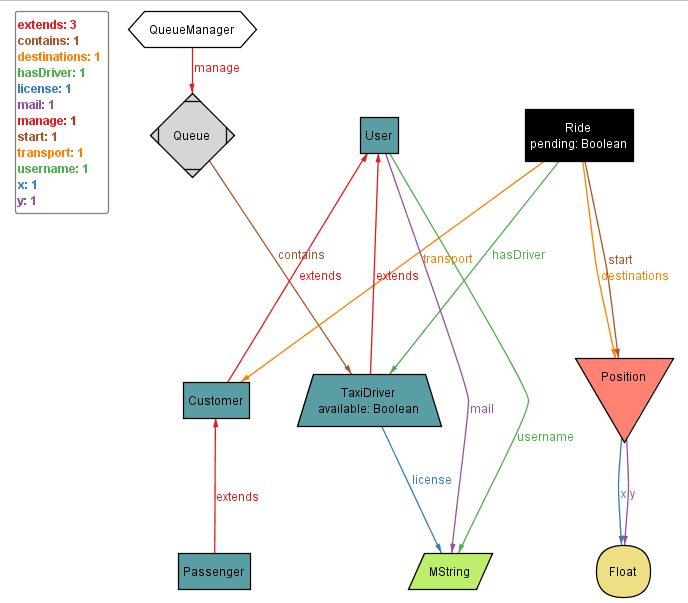 extends: 3
contains: 1
destinations: 1
hasDriver: 1
license: 1
mail: 1
manage: 1
start: 1
transport: 1
username: 1
x: 1
y: 1
QueueManager
manage
Queue
User
Ride
pending: Boolean
contains
transport
hasDriver
start
extends
extends
destinations
Position
TaxiDriver
available: Boolean
Customer
mail
username
license
extends
x
y
Passenger
MString
Float